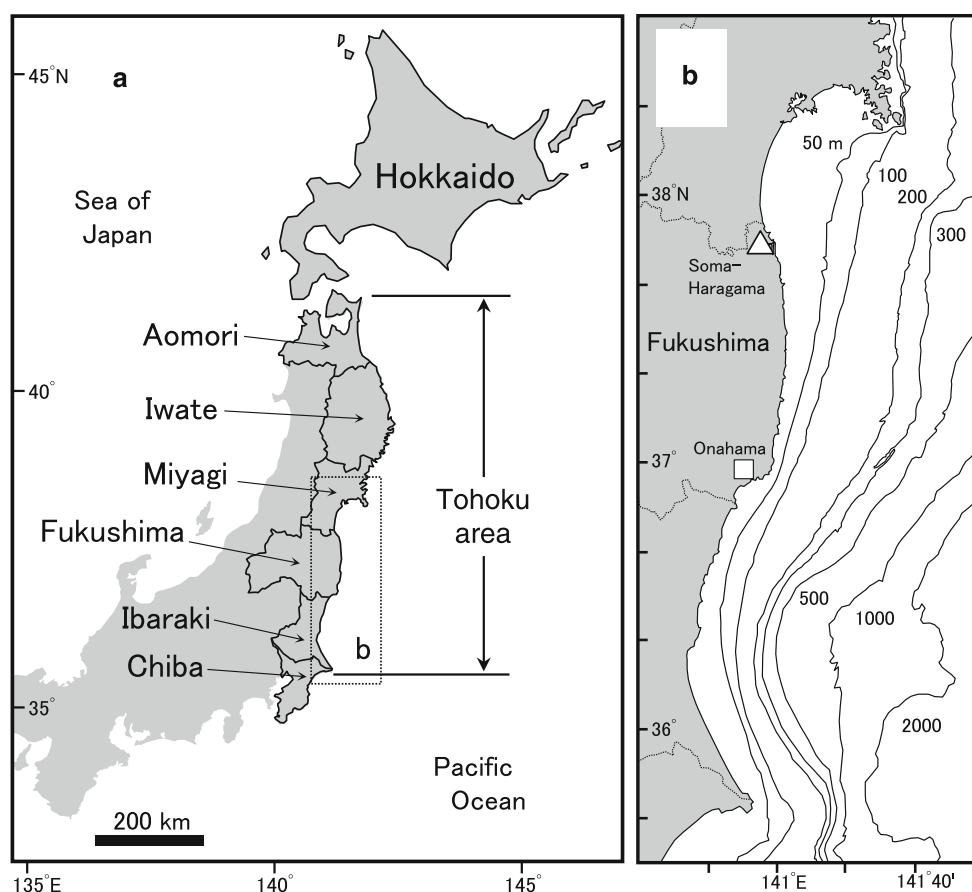 a
45°N
Hokkaido
Sea of
Japan
Aomori
40°
Iwate
Miyagi
Tohoku
area
Fukushima
Ibaraki
b
Chiba
35°
Pacific
Ocean
200 km
135°E
140°
145°
b
50 m
100
200
38°N
300
Soma-
Haragama
Fukushima
Onahama
37°
500
1000
36°
2000
141°E
141°40'